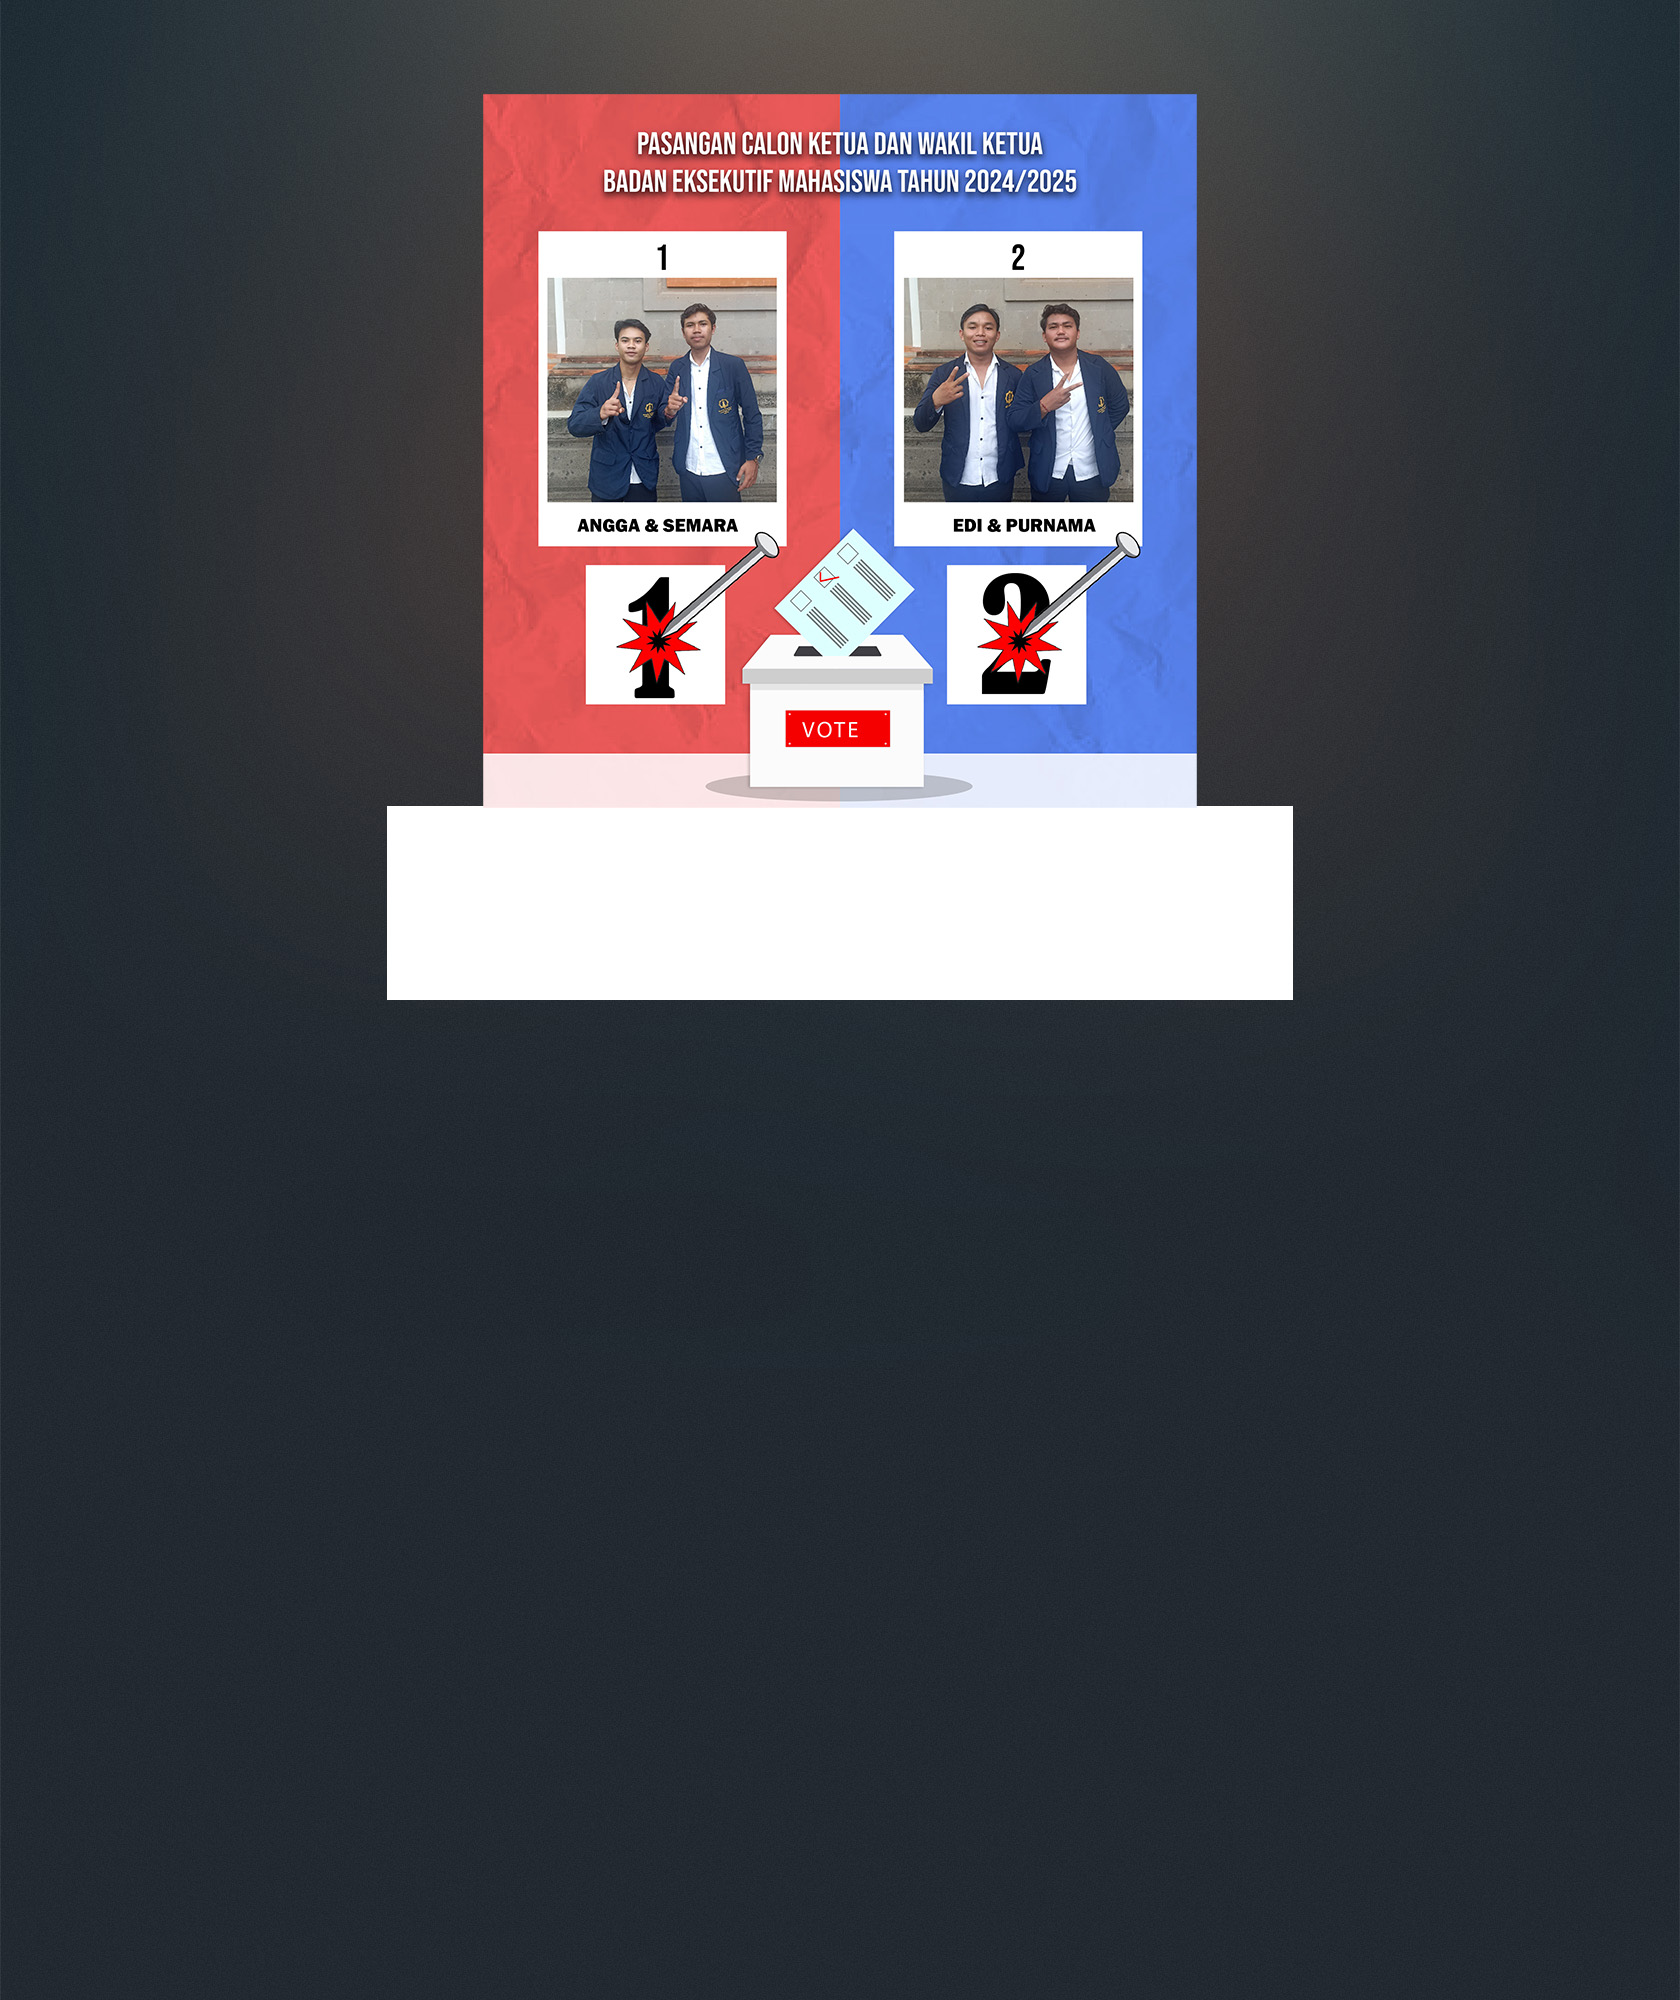 PASANGAN CALON KETUA DAN WAKIL KETUA
BADAN EKSEKUTIF MAHASISWA TAHUN 2024/2025
1
2
ANGGA & SEMARA
EDI & PURNAMA
1
2
VOTE